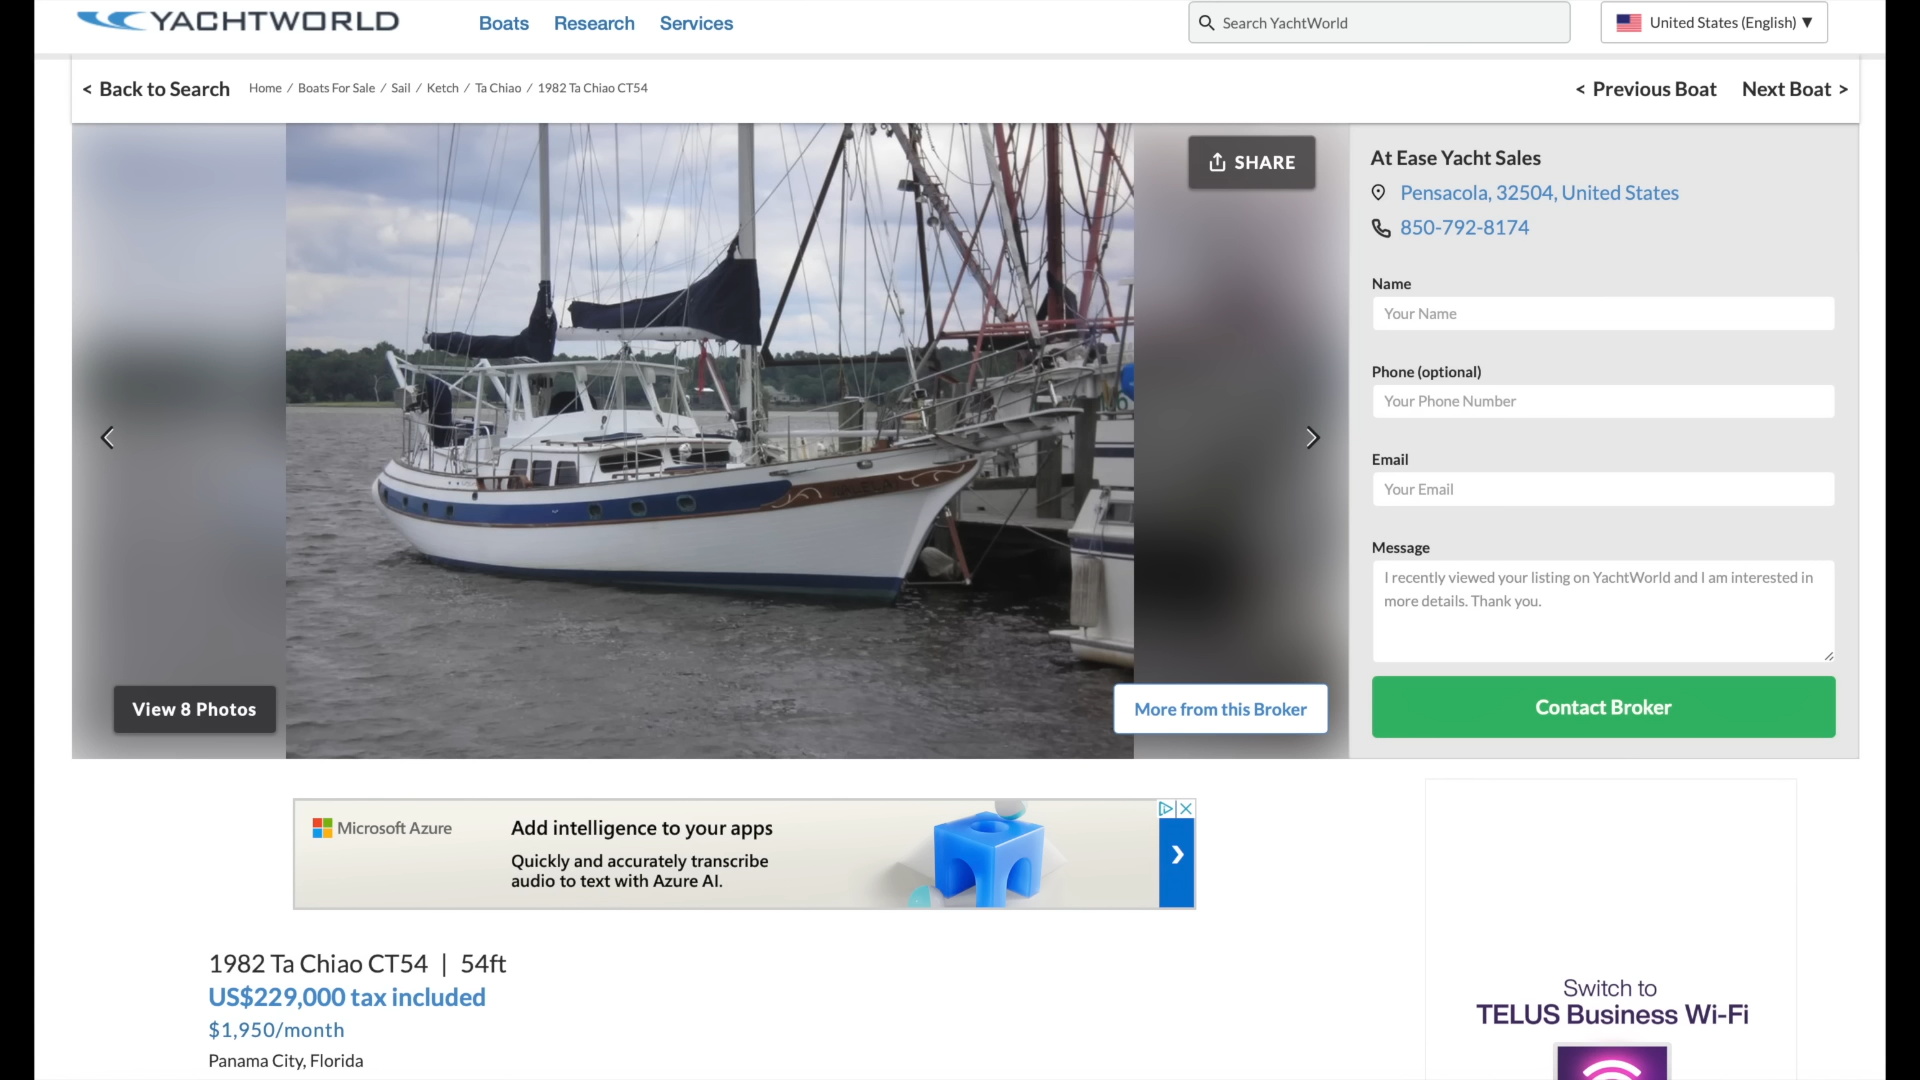 YACHTWORLD
Boats Research Services
Search YachtWorld
United States (English) ▼
< Back to Search
Home / Boats For Sale / Sail / Ketch / Ta Chiao / 1982 Ta Chiao CT54
< Previous Boat Next Boat >
SHARE
View 8 Photos
More from this Broker
At Ease Yacht Sales
Pensacola, 32504, United States
850-792-8174
Name
Your Name
Phone (optional)
Your Phone Number
Email
Your Email
Message
I recently viewed your listing on YachtWorld and I am interested in
more details. Thank you.
Contact Broker
Microsoft Azure
Add intelligence to your apps
Quickly and accurately transcribe
audio to text with Azure AI.
1982 Ta Chiao CT54 | 54ft
US$229,000 tax included
$1,950/month
Panama City, Florida
Switch to
TELUS Business Wi-Fi